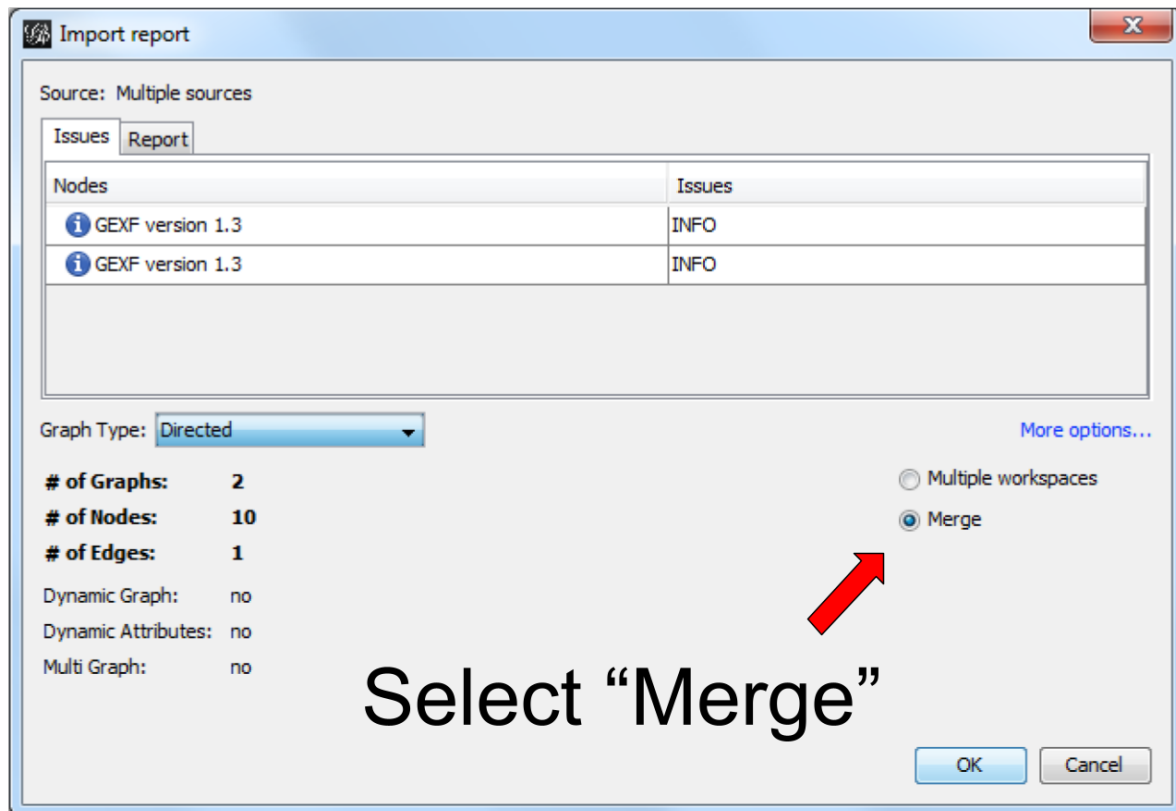 Import report
Source: Multiple sources
Issues Report
Nodes Issues
GEXF version 1.3 INFO
GEXF version 1.3 INFO
Graph Type: Directed More options...
# of Graphs: 2 Multiple workspaces
# of Nodes: 10 Merge
# of Edges: 1
Dynamic Graph: no
Dynamic Attributes: no
Multi Graph: no
Select “Merge”
OK Cancel